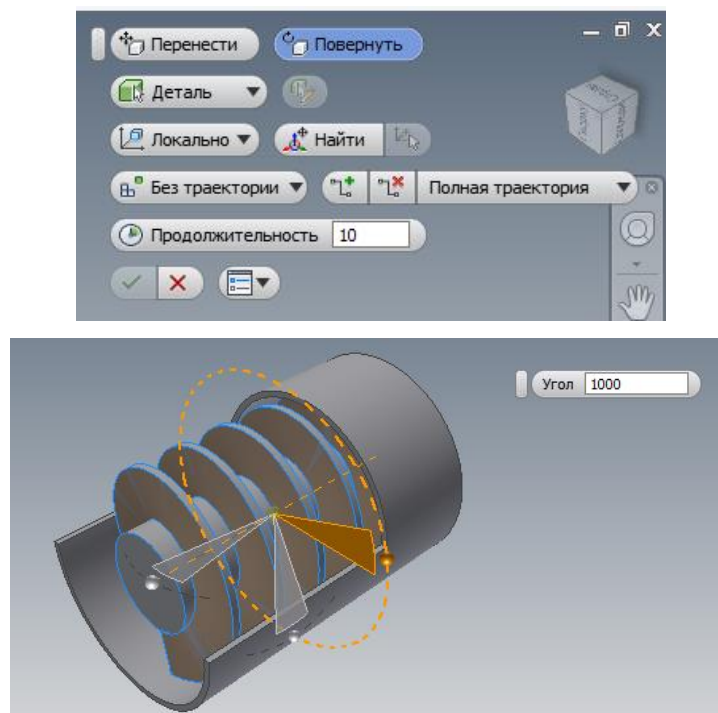 Перенести Повернуть
Деталь
Локально Найти
Без траектории Полная траектория
Продолжительность 10
Угол 1000